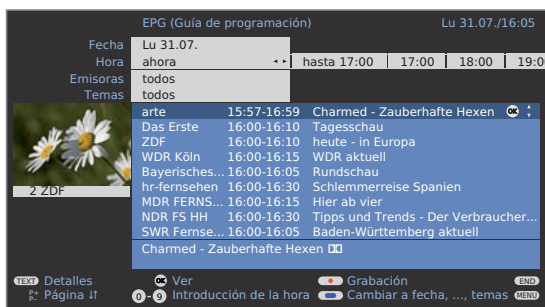 EPG (Guía de programación) Lu 31.07./16:05
Fecha Lu 31.07.
Hora ahora hasta 17:00 17:00 18:00 19:0
Emisoras todos
Temas todos
arte 15:57-16:59 Charmed - Zauberhafte Hexen OK
Das Erste 16:00-16:10 Tagesschau
ZDF 16:00-16:10 heute - in Europa
WDR Köln 16:00-16:15 WDR aktuell
Bayerisches... 16:00-16:05 Rundschau
hr-fernsehen 16:00-16:30 Schlemmerreise Spanien
MDR FERNS... 16:00-16:15 Hier ab vier
NDR FS HH 16:00-16:30 Tipps und Trends - Der Verbraucher...
SWR Fernse... 16:00-16:05 Baden-Württemberg aktuell
2 ZDF
Charmed - Zauberhafte Hexen
TEXT Detalles OK Ver Grabación END
P+ P- Página 0-9 Introducción de la hora Cambiar a fecha, ..., temas MENU